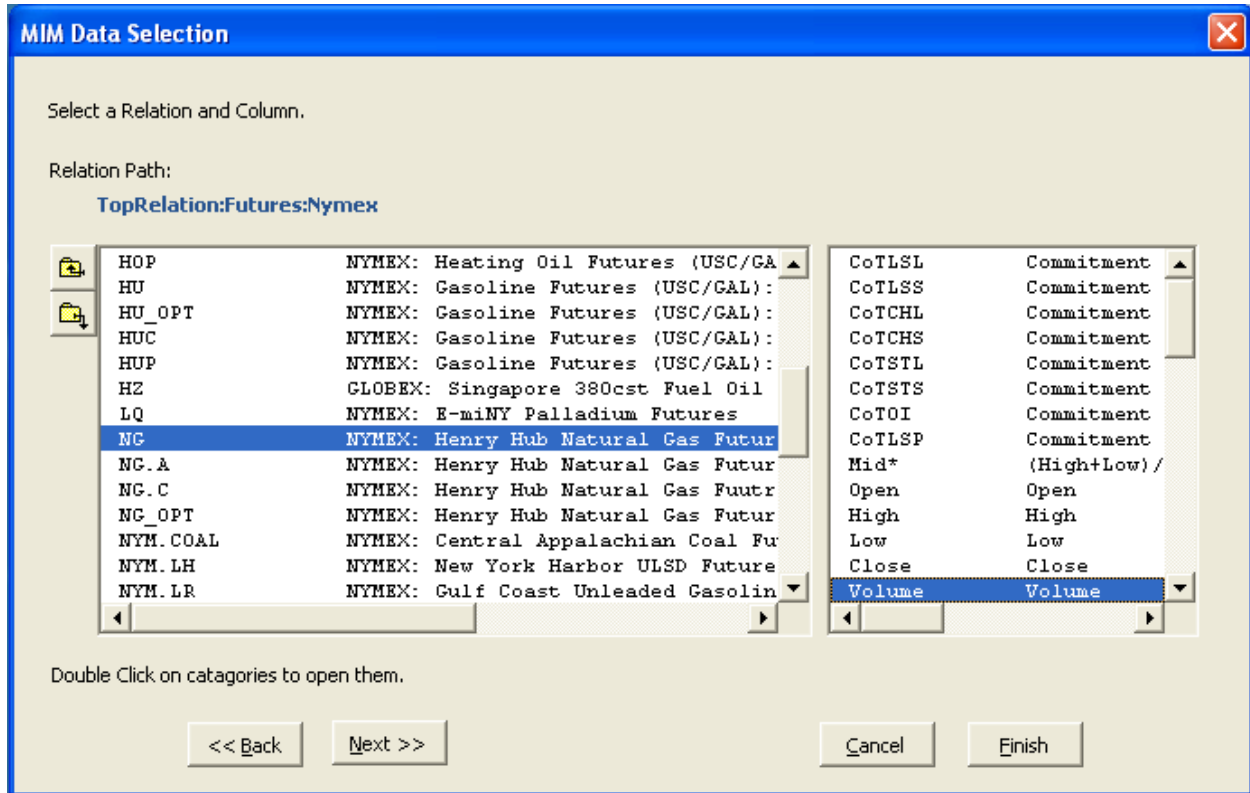 MIM Data Selection
Select a Relation and Column.
Relation Path:
TopRelation:Futures:Nymex
HOP NYMEX: Heating Oil Futures (USC/GA
HU NYMEX: Gasoline Futures (USC/GAL):
HU_OPT NYMEX: Gasoline Futures (USC/GAL):
HUC NYMEX: Gasoline Futures (USC/GAL):
HUP NYMEX: Gasoline Futures (USC/GAL):
HZ GLOBEX: Singapore 380cst Fuel Oil
LQ NYMEX: E-miNY Palladium Futures
NG NYMEX: Henry Hub Natural Gas Futur
NG.A NYMEX: Henry Hub Natural Gas Futur
NG.C NYMEX: Henry Hub Natural Gas Fuutr
NG_OPT NYMEX: Henry Hub Natural Gas Futur
NYM.COAL NYMEX: Central Appalachian Coal Fu
NYM.LH NYMEX: New York Harbor ULSD Future
NYM.LR NYMEX: Gulf Coast Unleaded Gasolin
CoTLSL Commitment
CoTLSS Commitment
CoTCHL Commitment
CoTCHS Commitment
CoTSTL Commitment
CoTSTS Commitment
CoTOI Commitment
CoTLSP Commitment
Mid* (High+Low)/
Open Open
High High
Low Low
Close Close
Volume Volume
Double Click on catagories to open them.
<< Back Next >> Cancel Finish